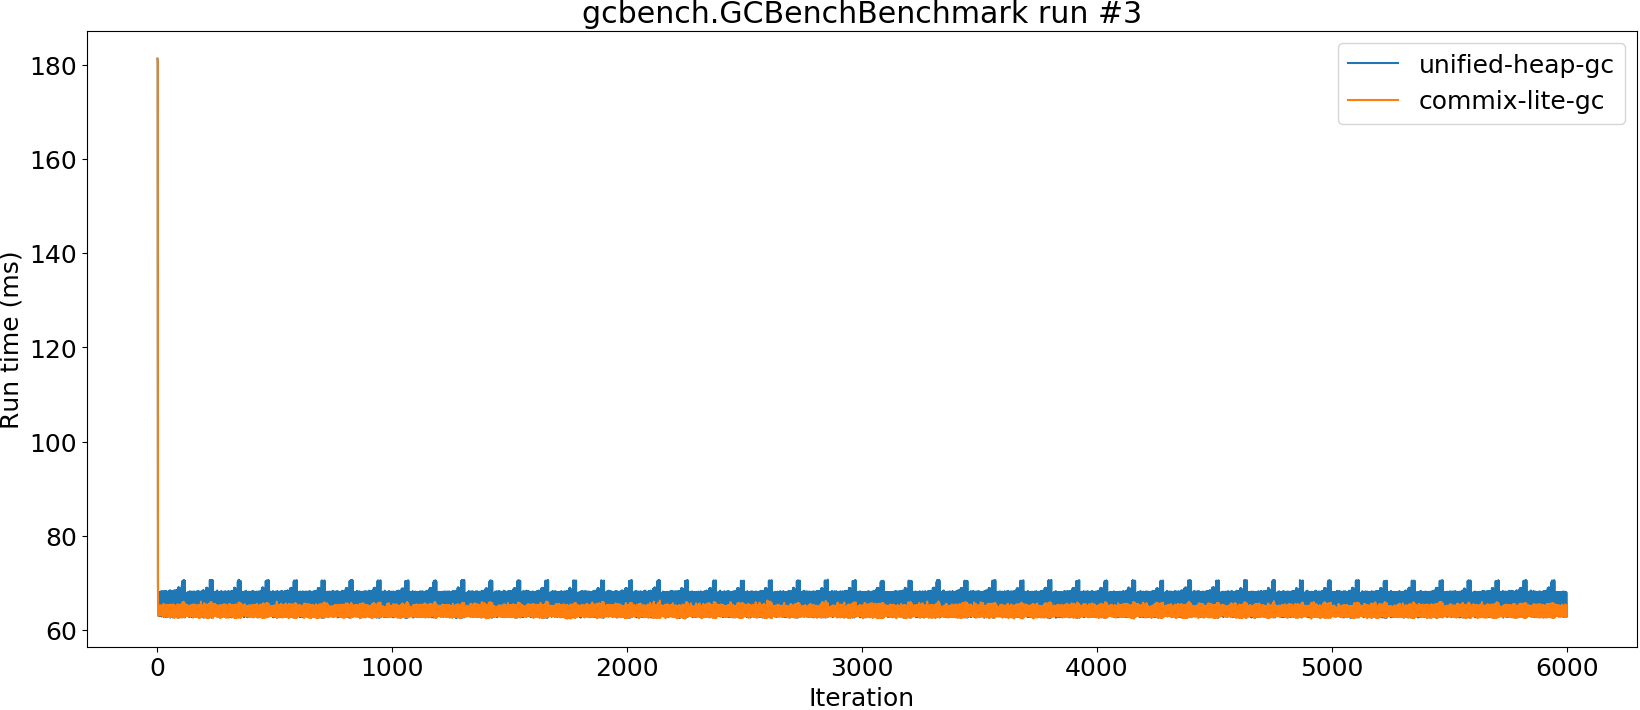 gcbench.GCBenchBenchmark run #3
unified-heap-gc
commix-lite-gc
Run time (ms)
180
160
140
120
100
80
60
0 1000 2000 3000 4000 5000 6000
Iteration